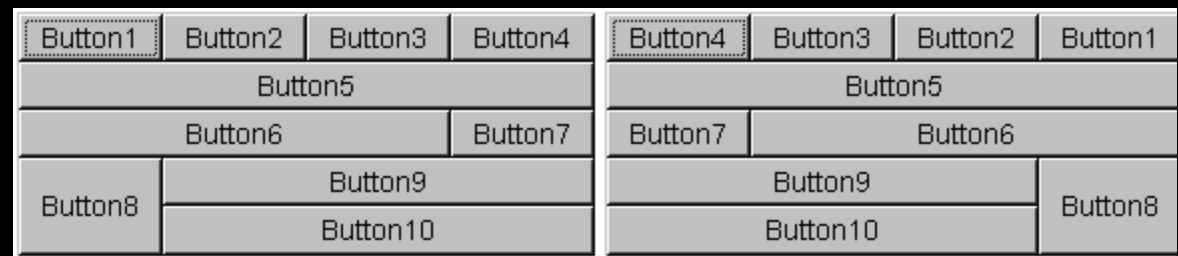 Button1 Button2 Button3 Button4
Button5
Button6 Button7
Button8
Button9
Button10
Button4 Button3 Button2 Button1
Button5
Button7 Button6
Button9
Button8
Button10